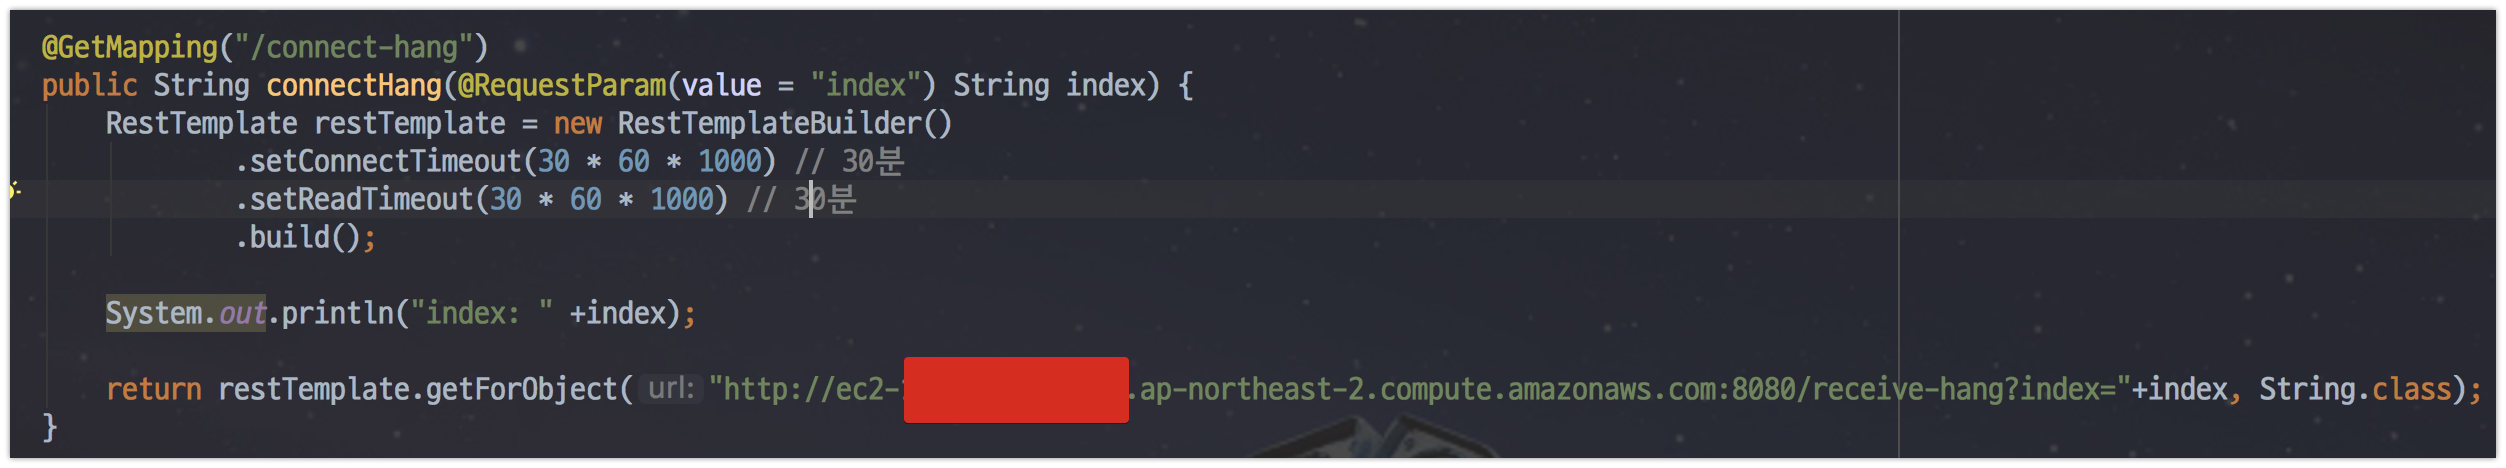 @GetMapping("/connect-hang")
public String connectHang(@RequestParam(value = "index") String index) {
RestTemplate restTemplate = new RestTemplateBuilder()
.setConnectTimeout(30 * 60 * 1000) // 30분
.setReadTimeout(30 * 60 * 1000) // 30분
.build();
System.out.println("index: " +index);
return restTemplate.getForObject( url: "http://ec2- .ap-northeast-2.compute.amazonaws.com:8080/receive-hang?index="+index, String.class);
}